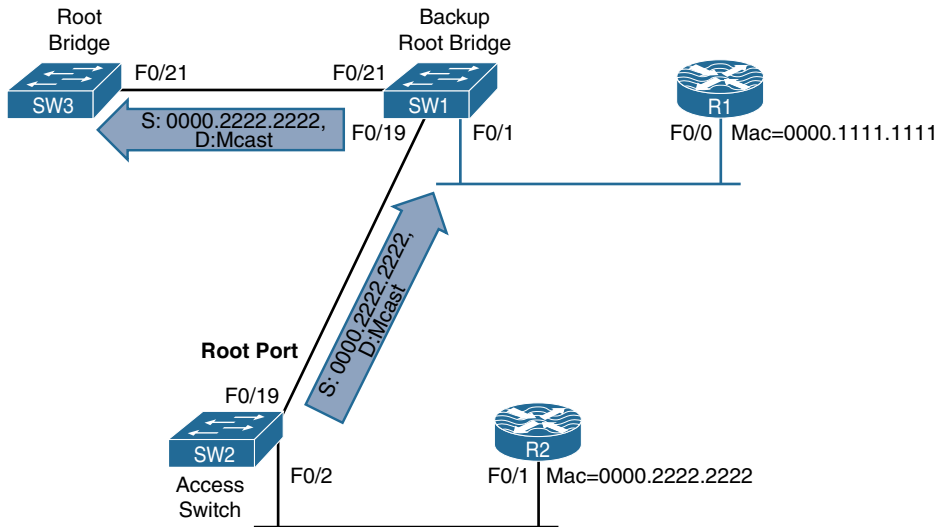 Root
Bridge
Backup
Root Bridge
F0/21
F0/21
SW3
SW1
R1
S: 0000.2222.2222,
D:Mcast
F0/19
F0/1
F0/0
Mac=0000.1111.1111
S: 0000.2222.2222,
D:Mcast
Root Port
F0/19
SW2
R2
F0/2
F0/1
Mac=0000.2222.2222
Access
Switch